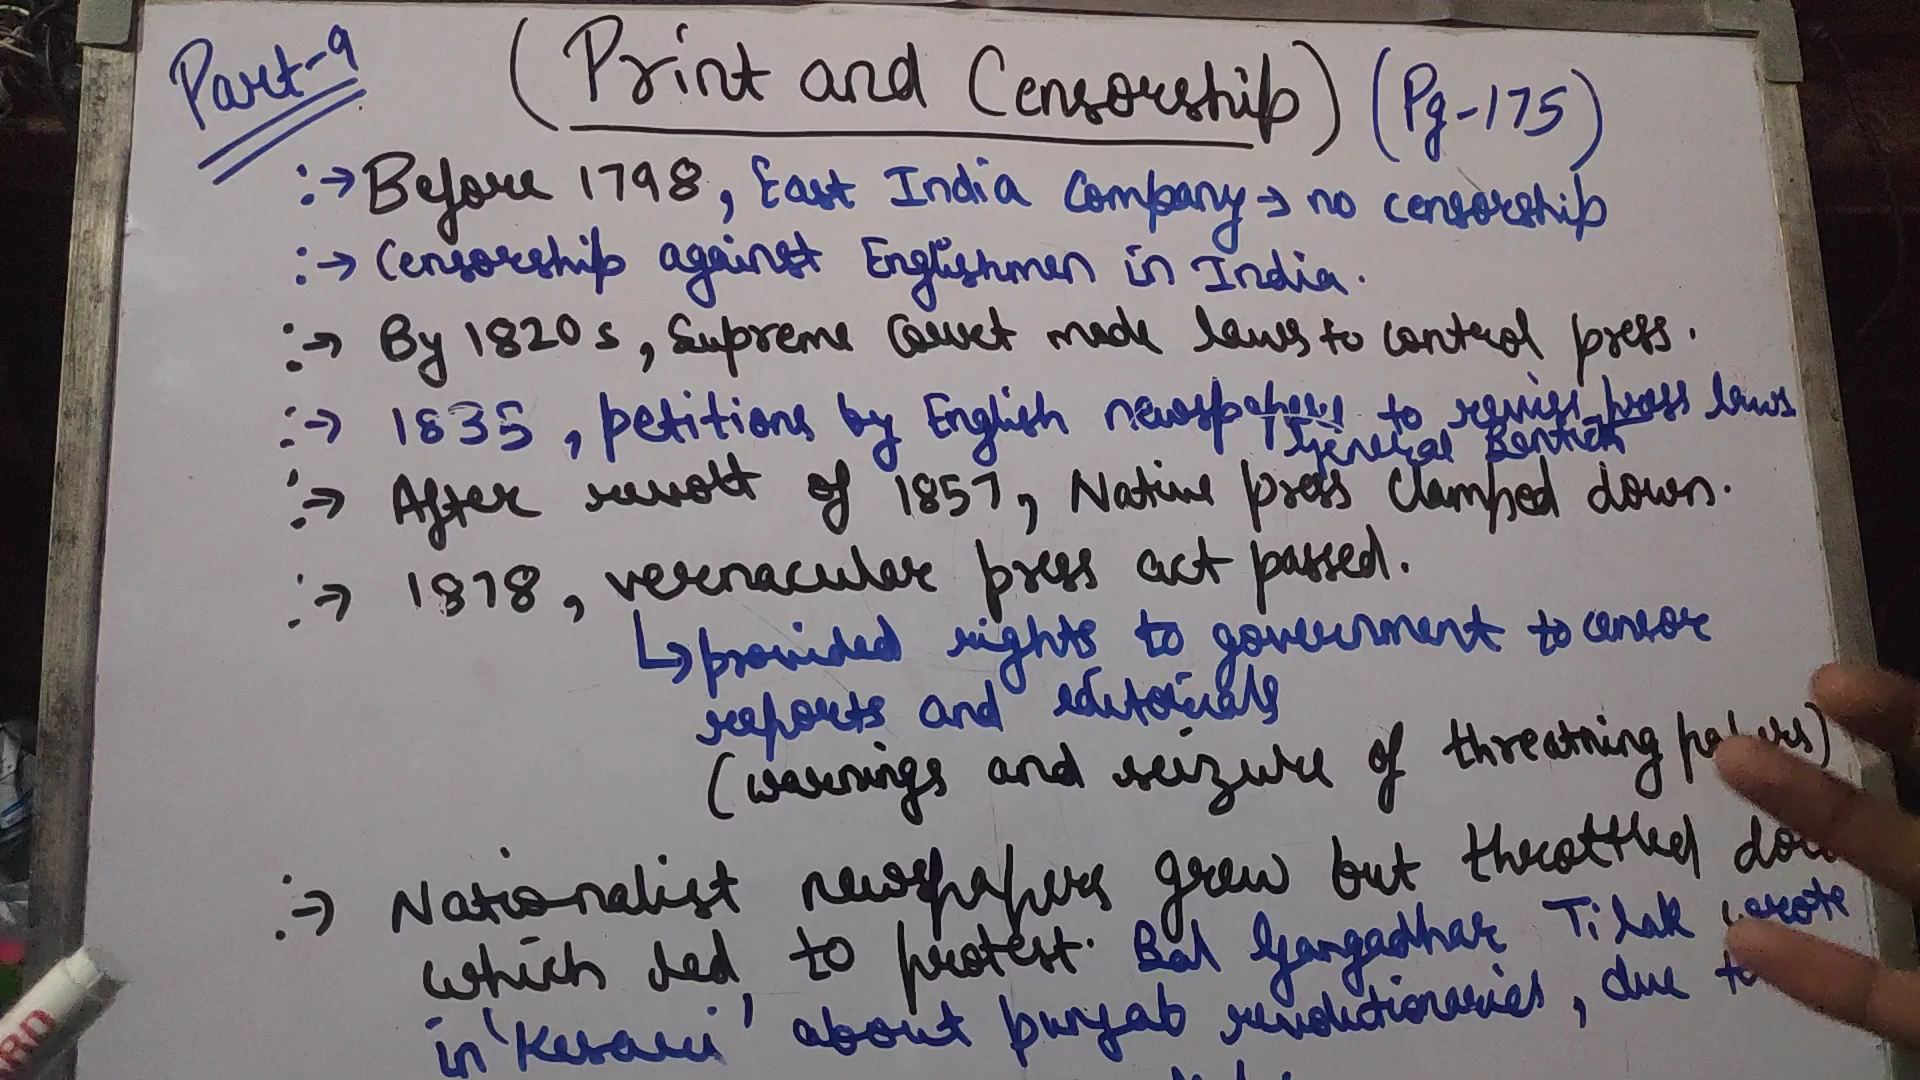 Part-9
(Print and Censorship) (Pg-175)
:→ Before 1798, East India Company → no censorship
:→ Censorship against Englishmen in India.
:→ By 1820s, Supreme Court made laws to control press.
:→ 1835, petitions by English newspapers to revise press laws
General Bentick
:→ After revolt of 1857, Native press clamped down.
:→ 1878, vernacular press act passed.
↳ provided rights to government to censor
reports and editorials
(warnings and seizure of threatning papers)
:→ Nationalist newspapers grew but throttled
which led to protest. Bal Gangadhar Tilak wrote
in 'Kesari' about punjab revolutionaries, due to